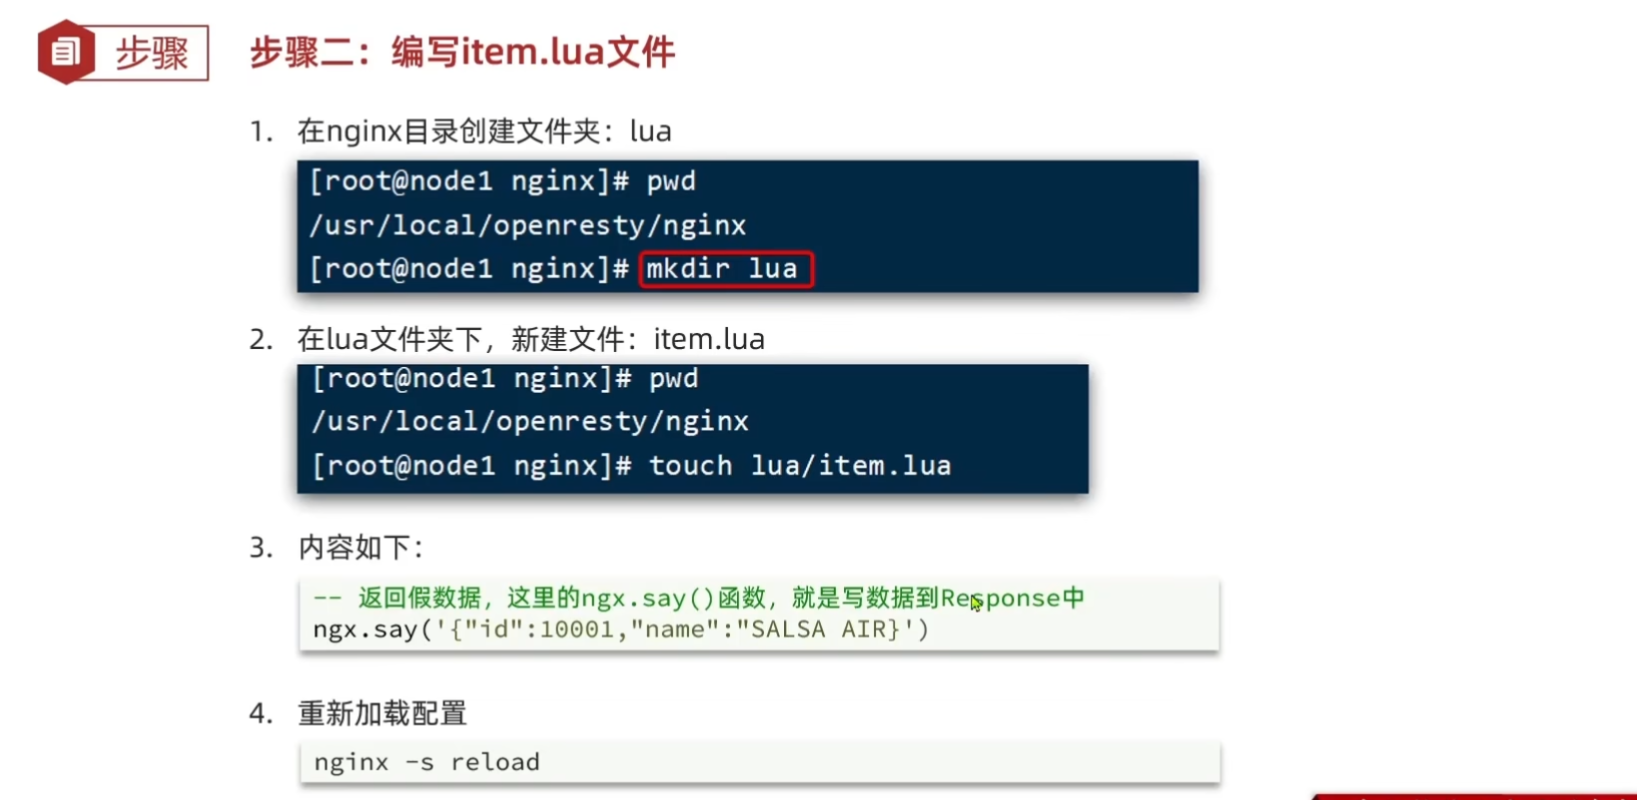 步骤
步骤二：编写item.lua文件
1. 在nginx目录创建文件夹：lua
[root@node1 nginx]# pwd
/usr/local/openresty/nginx
[root@node1 nginx]# mkdir lua
2. 在lua文件夹下，新建文件：item.lua
[root@node1 nginx]# pwd
/usr/local/openresty/nginx
[root@node1 nginx]# touch lua/item.lua
3. 内容如下：
-- 返回假数据，这里的ngx.say()函数，就是写数据到Response中
ngx.say('{"id":10001,"name":"SALSA AIR}')
4. 重新加载配置
nginx -s reload